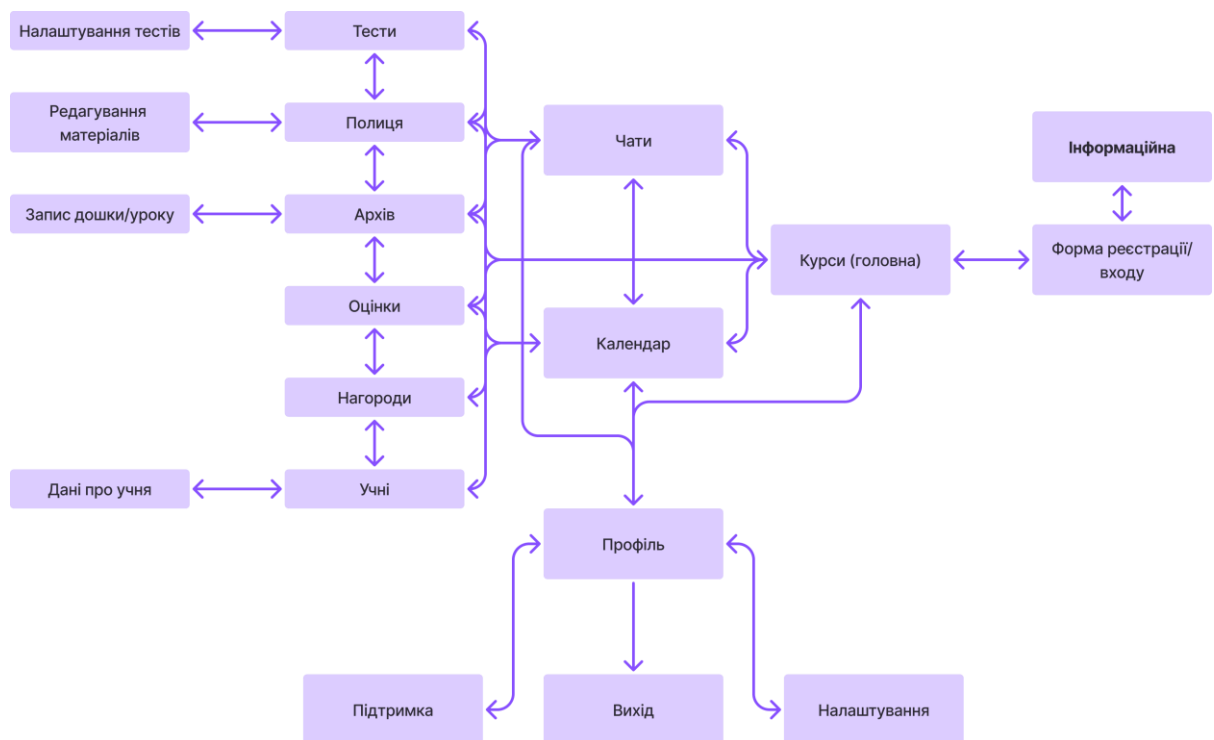 Налаштування тестів
Тести
Редагування
матеріалів
Полиця
Чати
Інформаційна
Запис дошки/уроку
Архів
Курси (головна)
Форма реєстрації/
входу
Оцінки
Календар
Нагороди
Дані про учня
Учні
Профіль
Підтримка
Вихід
Налаштування